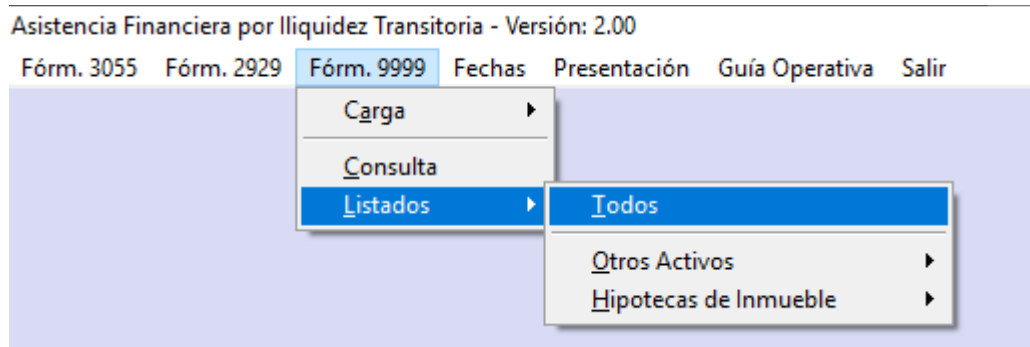 Asistencia Financiera por Iliquidez Transitoria - Versión: 2.00
Fórm. 3055 Fórm. 2929 Fórm. 9999 Fechas Presentación Guía Operativa Salir
Carga
Consulta
Listados Todos
Otros Activos
Hipotecas de Inmueble